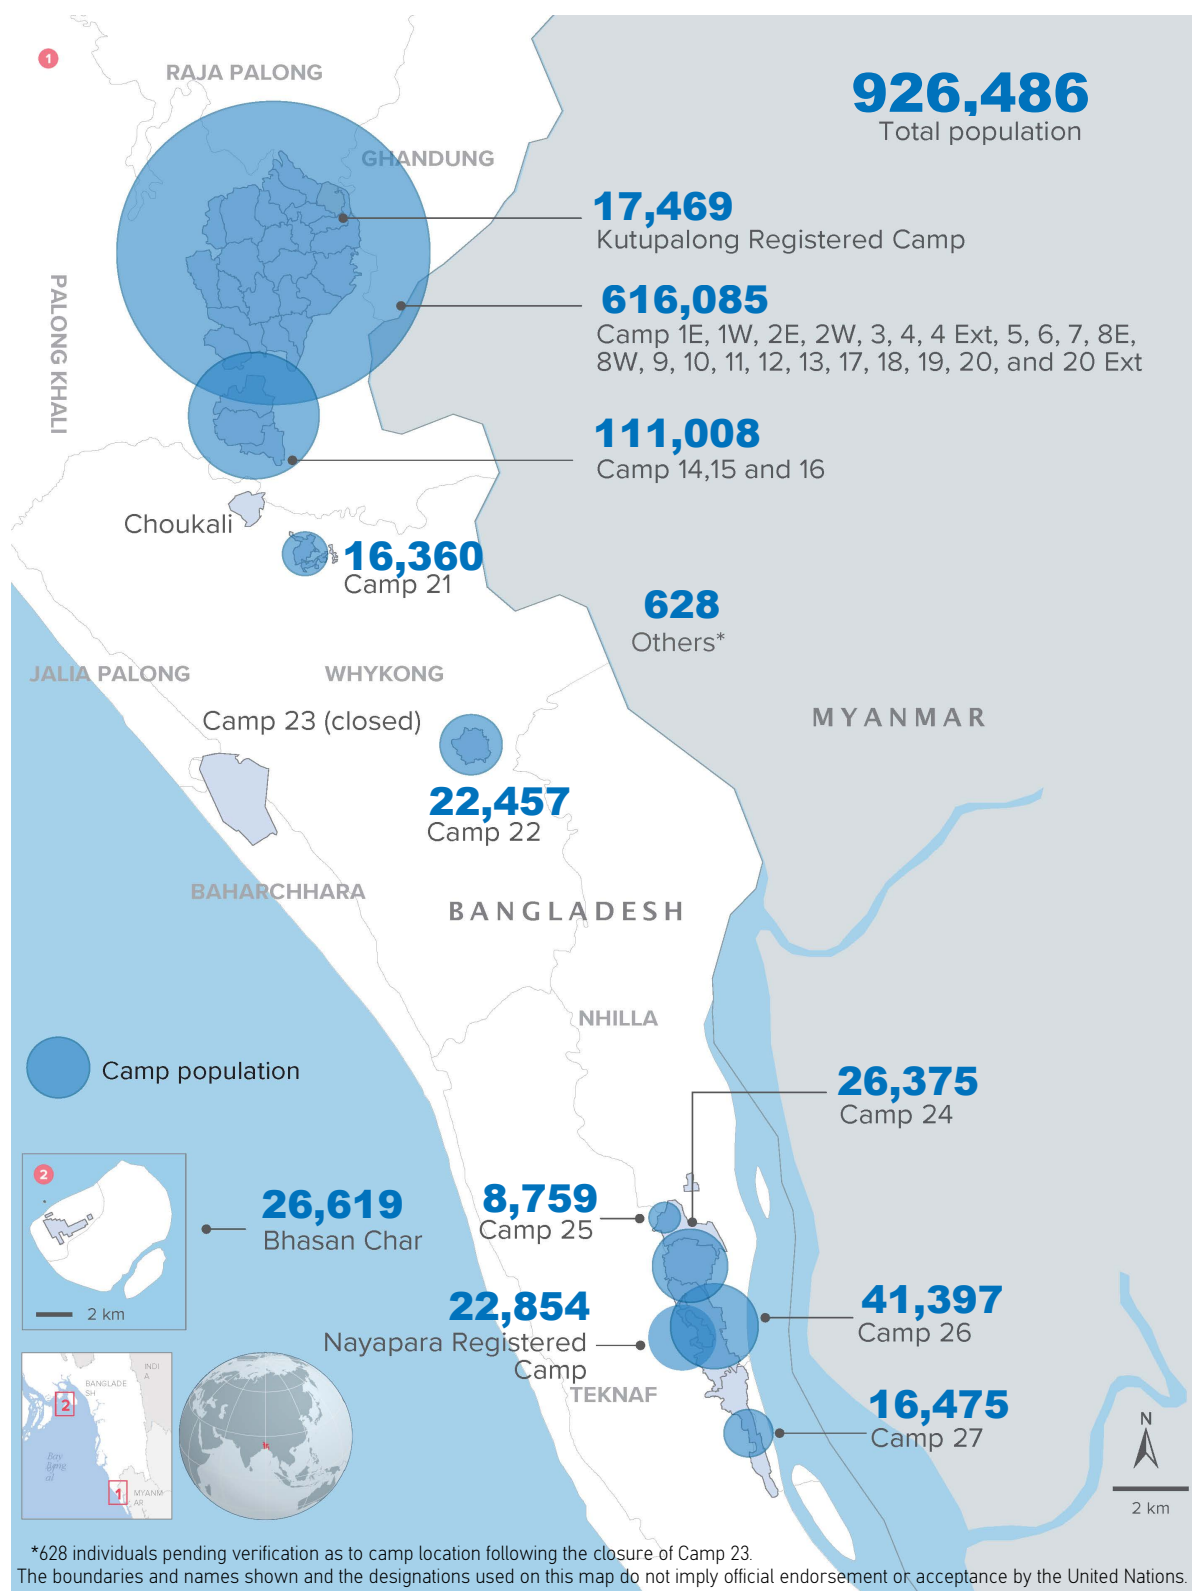 1
RAJA PALONG
926,486
Total population
GHANDUNG
17,469
Kutupalong Registered Camp
PALONG KHALI
616,085
Camp 1E, 1W, 2E, 2W, 3, 4, 4 Ext, 5, 6, 7, 8E,
8W, 9, 10, 11, 12, 13, 17, 18, 19, 20, and 20 Ext
111,008
Camp 14,15 and 16
Choukali
16,360
Camp 21
628
Others*
JALIA PALONG
WHYKONG
Camp 23 (closed)
MYANMAR
22,457
Camp 22
BAHARCHHARA
BANGLADESH
NHILLA
Camp population
26,375
Camp 24
2
26,619
Bhasan Char
8,759
Camp 25
2 km
22,854
Nayapara Registered
Camp
41,397
Camp 26
TEKNAF
16,475
Camp 27
INDI
A
BANGLADE
SH
2
Bay
1
MYANM
AR
N
2 km
*628 individuals pending verification as to camp location following the closure of Camp 23.
The boundaries and names shown and the designations used on this map do not imply official endorsement or acceptance by the United Nations.